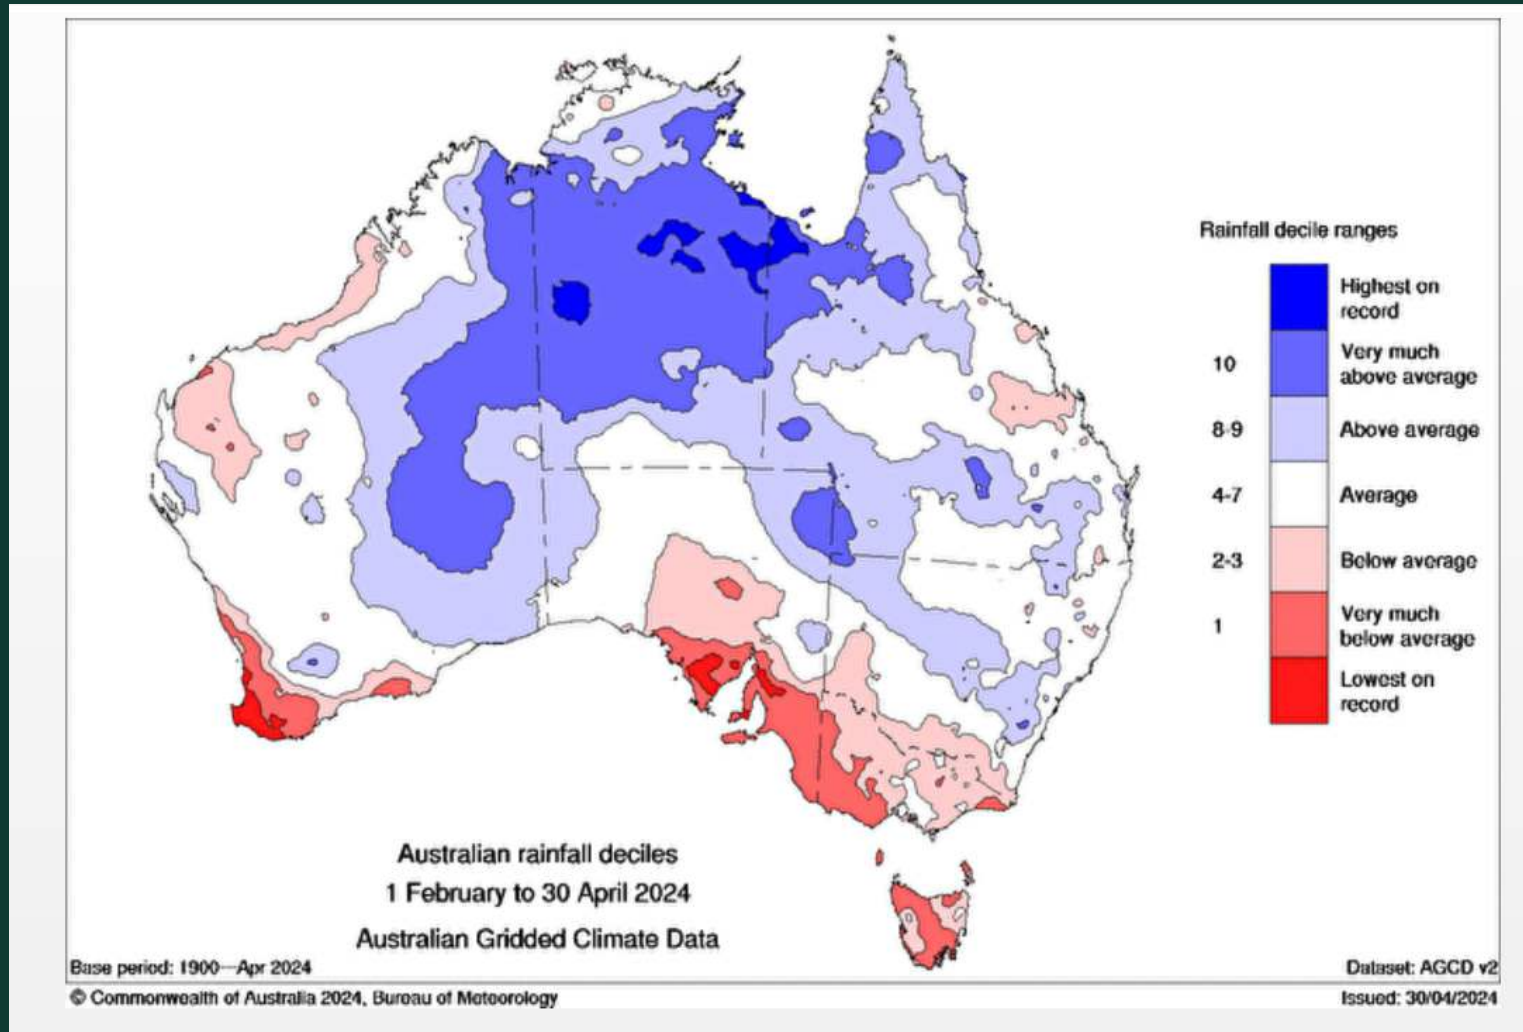 Rainfall decile ranges
Highest on
record
10
Very much
above average
8-9
Above average
4-7
Average
2-3
Below average
1
Very much
below average
Lowest on
record
Australian rainfall deciles
1 February to 30 April 2024
Australian Gridded Climate Data
Base period: 1900—Apr 2024
Dataset: AGCD v2
© Commonwealth of Australia 2024, Bureau of Meteorology
Issued: 30/04/2024